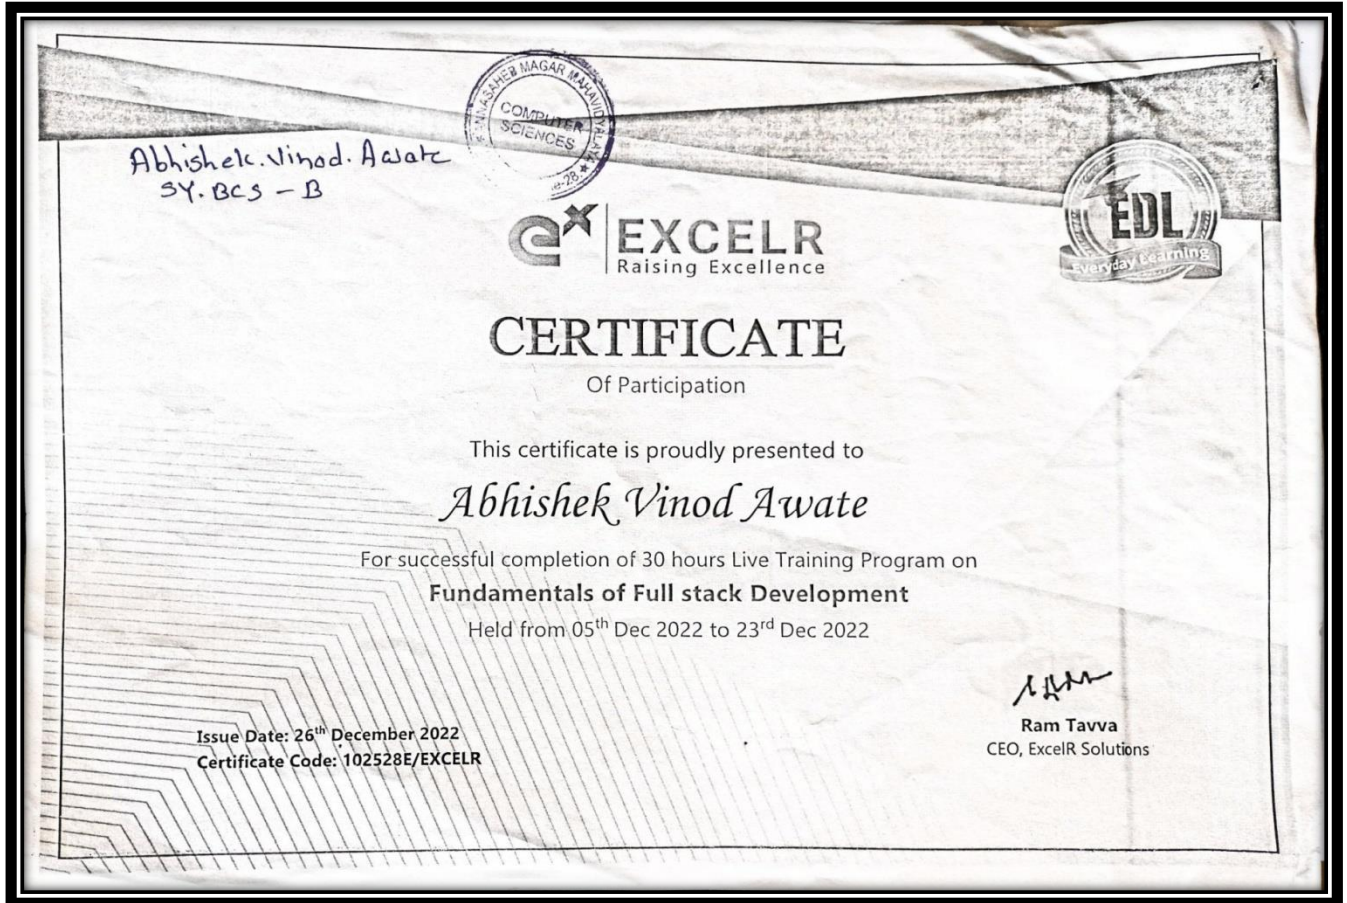 ANNASAHEB MAGAR MAHAVIDYALAYA
COMPUTER
SCIENCES
Abhishek.Vinod.Awate
SY.BCS - B
EXCELR
Raising Excellence
EDL
Everyday Learning
CERTIFICATE
Of Participation
This certificate is proudly presented to
Abhishek Vinod Awate
For successful completion of 30 hours Live Training Program on
Fundamentals of Full stack Development
Held from 05th Dec 2022 to 23rd Dec 2022
Issue Date: 26th December 2022
Certificate Code: 102528E/EXCELR
Ram Tavva
CEO, ExcelR Solutions